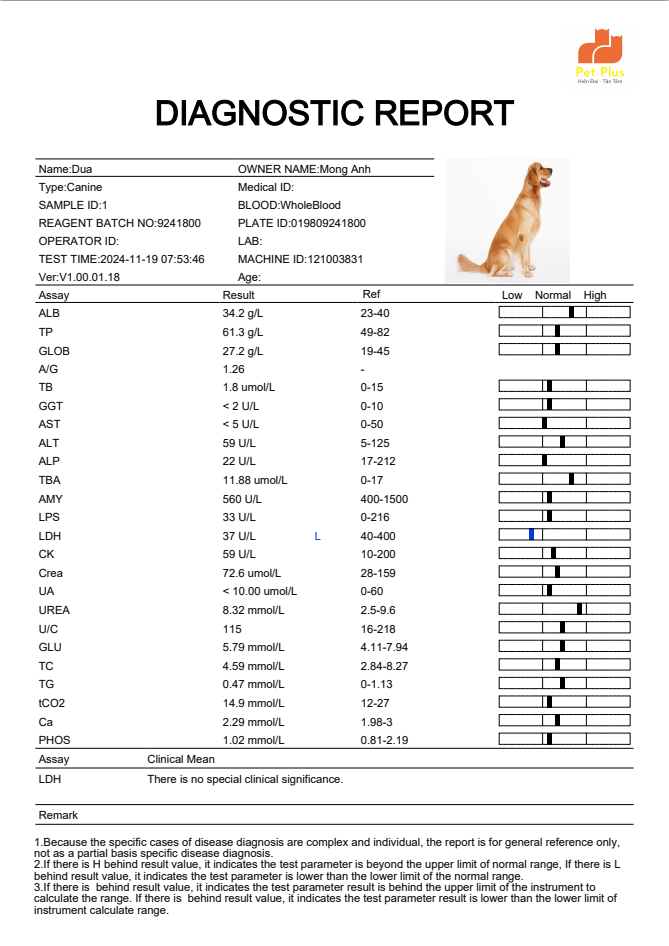 Pet Plus
Hiện Đại - Tận Tâm
DIAGNOSTIC REPORT
Name:Dua OWNER NAME:Mong Anh
Type:Canine Medical ID:
SAMPLE ID:1 BLOOD:WholeBlood
REAGENT BATCH NO:9241800 PLATE ID:019809241800
OPERATOR ID: LAB:
TEST TIME:2024-11-19 07:53:46 MACHINE ID:121003831
Ver:V1.00.01.18 Age:
Assay Result Ref Low Normal High
ALB 34.2 g/L 23-40
TP 61.3 g/L 49-82
GLOB 27.2 g/L 19-45
A/G 1.26 -
TB 1.8 umol/L 0-15
GGT < 2 U/L 0-10
AST < 5 U/L 0-50
ALT 59 U/L 5-125
ALP 22 U/L 17-212
TBA 11.88 umol/L 0-17
AMY 560 U/L 400-1500
LPS 33 U/L 0-216
LDH 37 U/L L 40-400
CK 59 U/L 10-200
Crea 72.6 umol/L 28-159
UA < 10.00 umol/L 0-60
UREA 8.32 mmol/L 2.5-9.6
U/C 115 16-218
GLU 5.79 mmol/L 4.11-7.94
TC 4.59 mmol/L 2.84-8.27
TG 0.47 mmol/L 0-1.13
tCO2 14.9 mmol/L 12-27
Ca 2.29 mmol/L 1.98-3
PHOS 1.02 mmol/L 0.81-2.19
Assay Clinical Mean
LDH There is no special clinical significance.
Remark
1.Because the specific cases of disease diagnosis are complex and individual, the report is for general reference only,
not as a partial basis specific disease diagnosis.
2.If there is H behind result value, it indicates the test parameter is beyond the upper limit of normal range, If there is L
behind result value, it indicates the test parameter is lower than the lower limit of the normal range.
3.If there is  behind result value, it indicates the test parameter result is behind the upper limit of the instrument to
calculate the range. If there is  behind result value, it indicates the test parameter result is lower than the lower limit of
instrument calculate range.